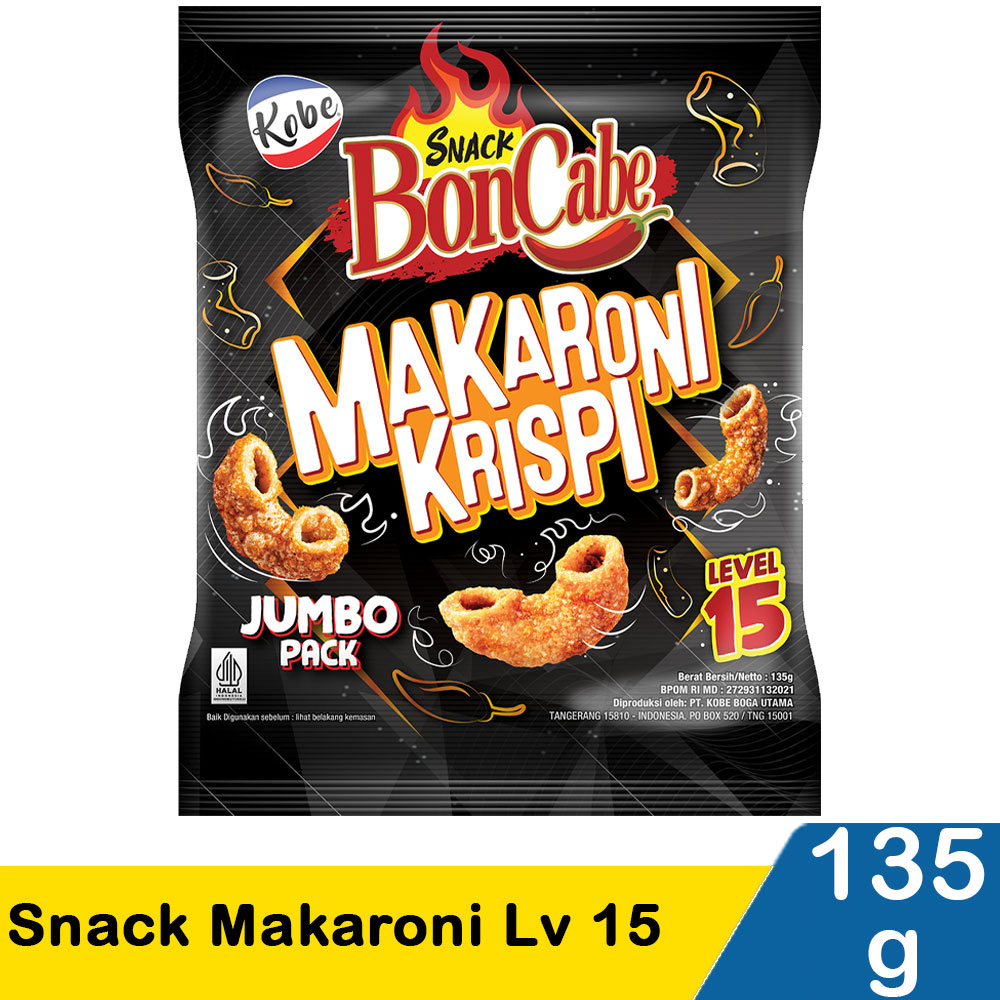 Kobe
SNACK
BonCabe
MAKARONI
KRISPI
LEVEL
15
JUMBO
PACK
HALAL
INDONESIA
Berat Bersih/Netto : 135g
BPOM RI MD : 272931132021
Diproduksi oleh: PT. KOBE BOGA UTAMA
TANGERANG 15810 - INDONESIA. PO BOX 520 / TNG 15001
Baik Digunakan sebelum : lihat belakang kemasan
Snack Makaroni Lv 15
135
g